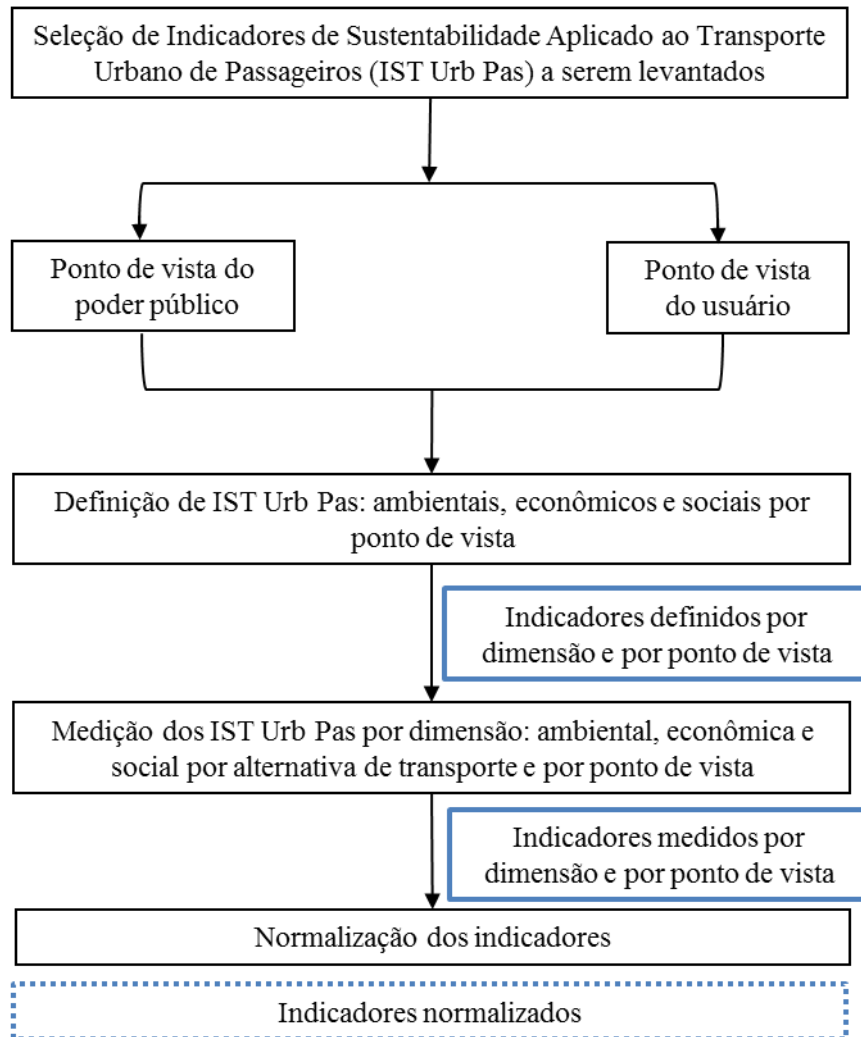 Seleção de Indicadores de Sustentabilidade Aplicado ao Transporte
Urbano de Passageiros (IST Urb Pas) a serem levantados
Ponto de vista do
poder público
Ponto de vista
do usuário
Definição de IST Urb Pas: ambientais, econômicos e sociais por
ponto de vista
Indicadores definidos por
dimensão e por ponto de vista
Medição dos IST Urb Pas por dimensão: ambiental, econômica e
social por alternativa de transporte e por ponto de vista
Indicadores medidos por
dimensão e por ponto de vista
Normalização dos indicadores
Indicadores normalizados